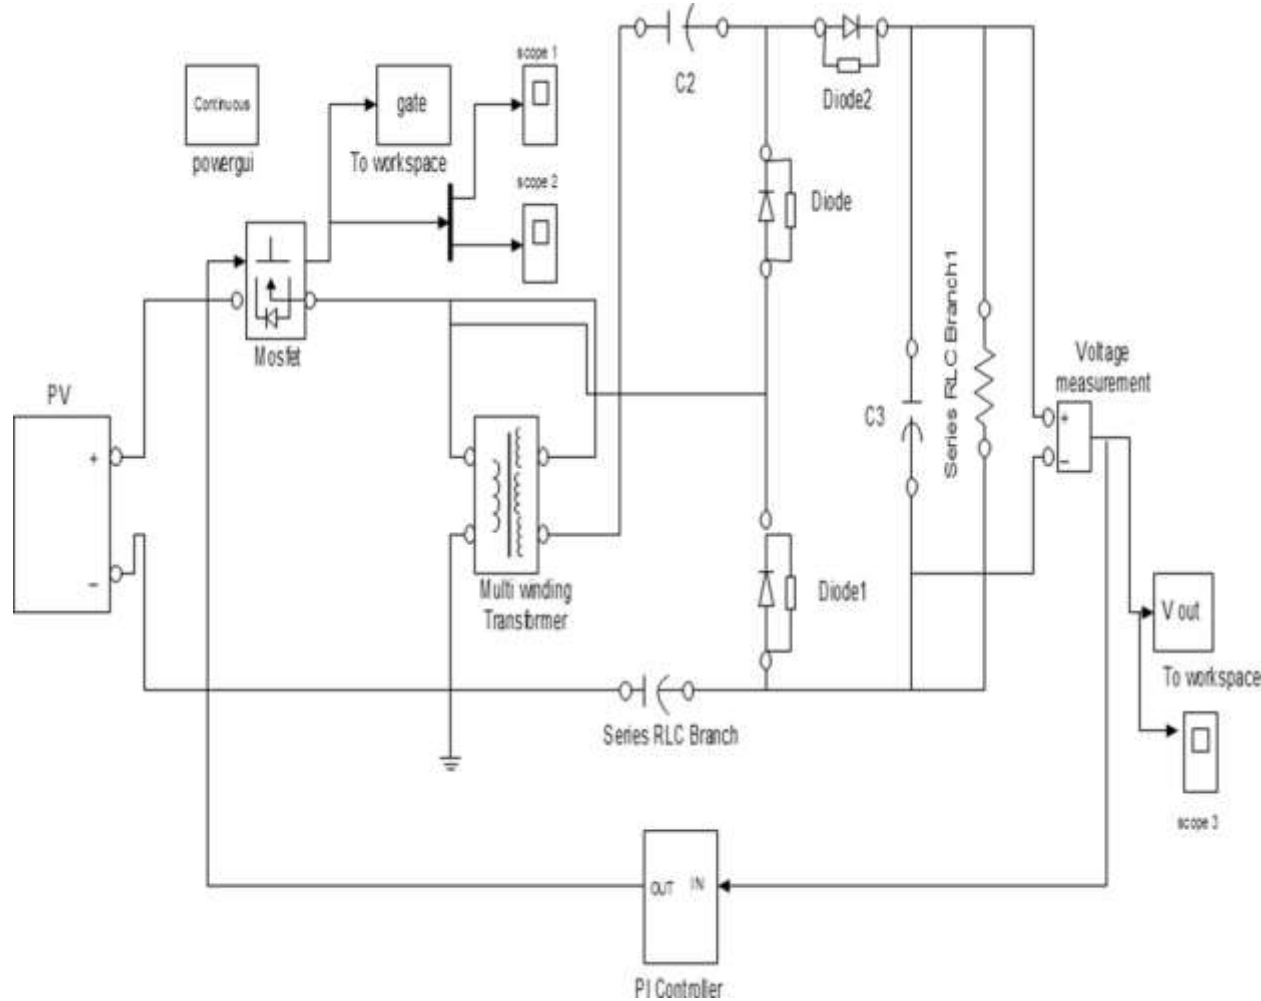 scope 1
C2
Diode2
Continuous
powergui
gate
To workspace
scope 2
Diode
Mosfet
PV
+
−
Series RLC Branch1
C3
Voltage
measurement
+
−
Multi winding
Transformer
Diode1
V out
To workspace
Series RLC Branch
scope 3
OUT IN
PI Controller